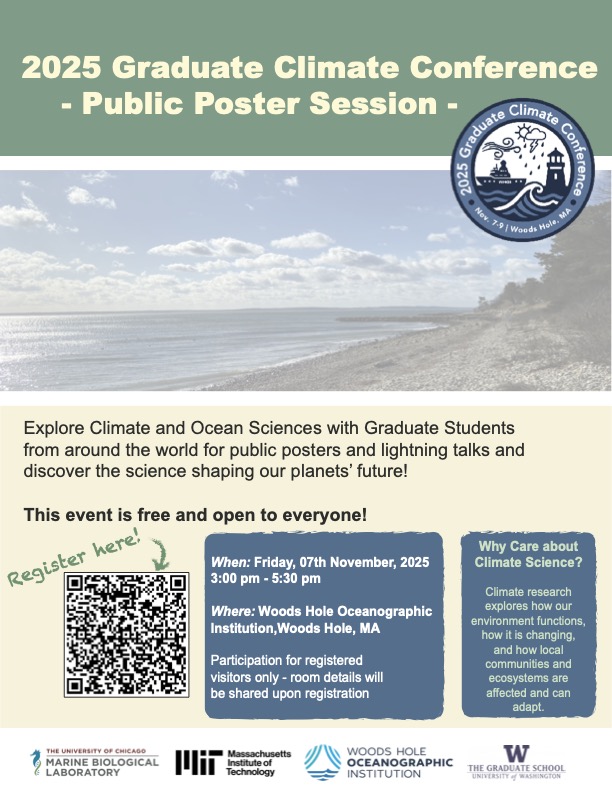 2025 Graduate Climate Conference
- Public Poster Session -
2025 Graduate Climate Conference
Nov. 7-9 | Woods Hole, MA
Explore Climate and Ocean Sciences with Graduate Students
from around the world for public posters and lightning talks and
discover the science shaping our planets’ future!
This event is free and open to everyone!
Register here!
When: Friday, 07th November, 2025
3:00 pm - 5:30 pm
Where: Woods Hole Oceanographic
Institution,Woods Hole, MA
Participation for registered
visitors only - room details will
be shared upon registration
Why Care about
Climate Science?
Climate research
explores how our
environment functions,
how it is changing,
and how local
communities and
ecosystems are
affected and can
adapt.
THE UNIVERSITY OF CHICAGO
MARINE BIOLOGICAL
LABORATORY
MIT
Massachusetts
Institute of
Technology
WOODS HOLE
OCEANOGRAPHIC
INSTITUTION
W
THE GRADUATE SCHOOL
UNIVERSITY of WASHINGTON